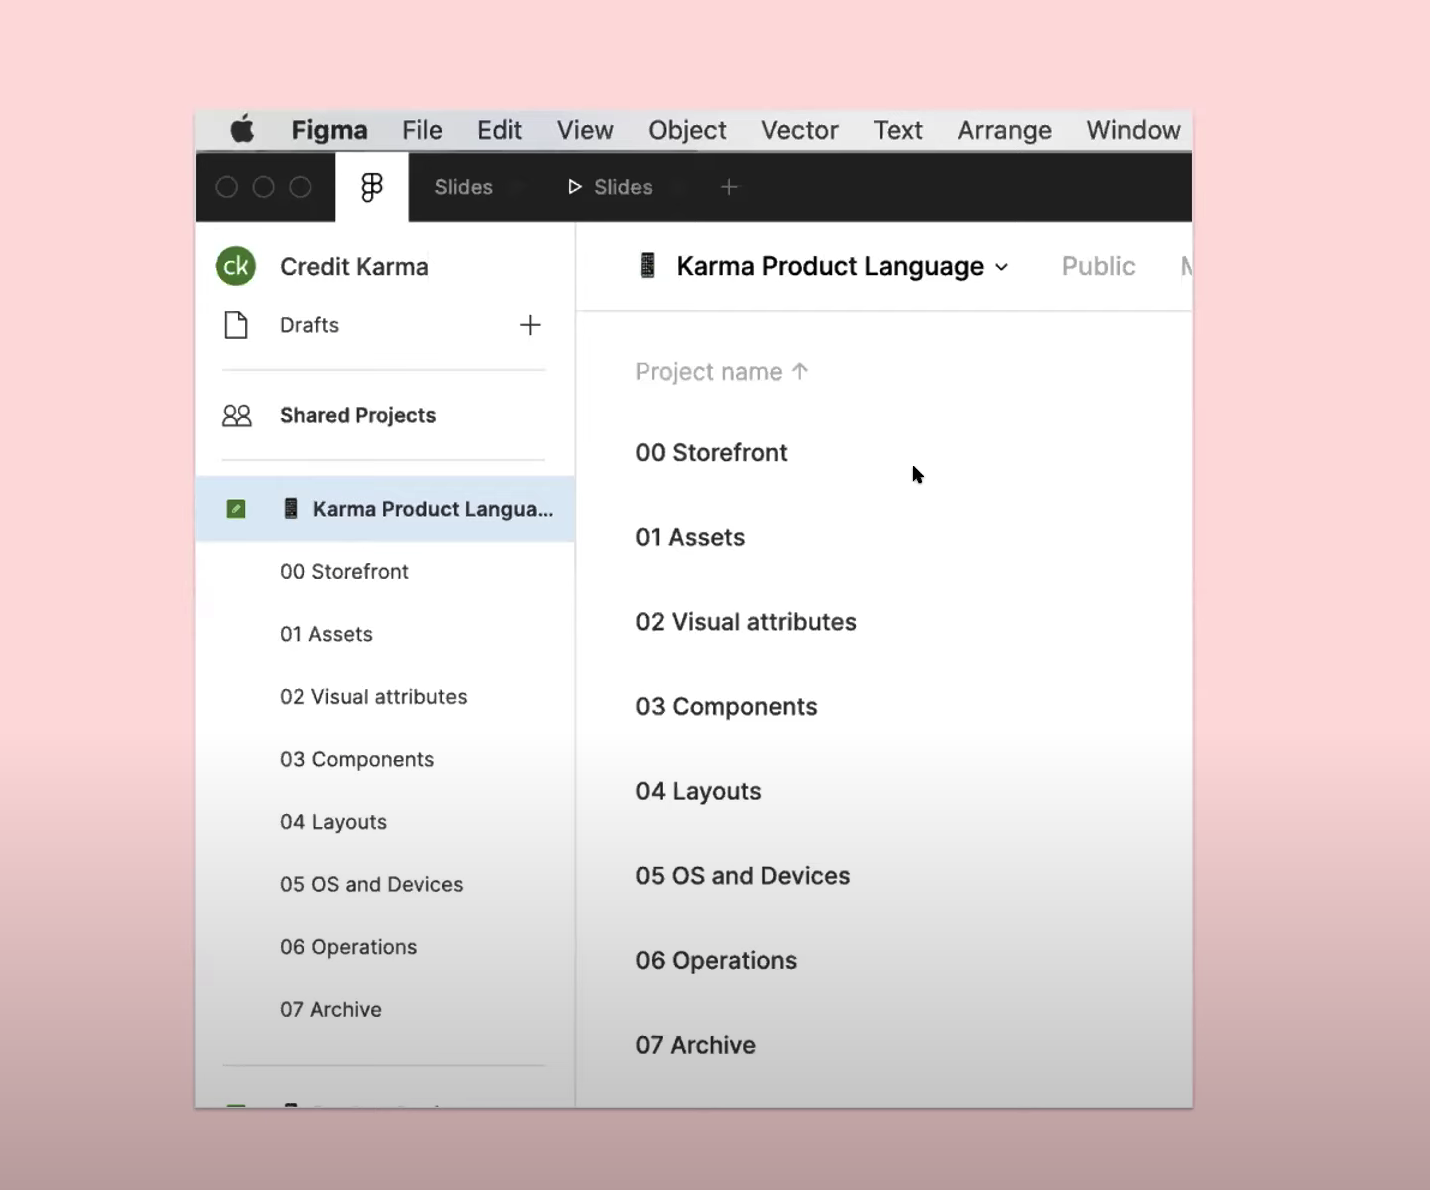 Figma File Edit View Object Vector Text Arrange Window
Slides Slides
ck Credit Karma
Drafts
Shared Projects
Karma Product Langua...
00 Storefront
01 Assets
02 Visual attributes
03 Components
04 Layouts
05 OS and Devices
06 Operations
07 Archive
Karma Product Language Public
Project name ↑
00 Storefront
01 Assets
02 Visual attributes
03 Components
04 Layouts
05 OS and Devices
06 Operations
07 Archive